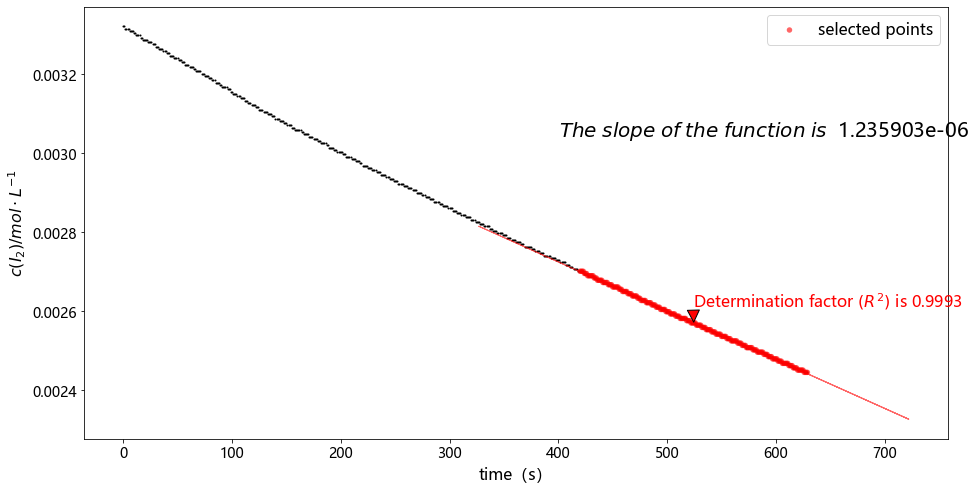 selected points
The slope of the function is 1.235903e-06
Determination factor (R²) is 0.9993
c(I₂)/mol · L⁻¹
0.0032
0.0030
0.0028
0.0026
0.0024
0 100 200 300 400 500 600 700
time（s）